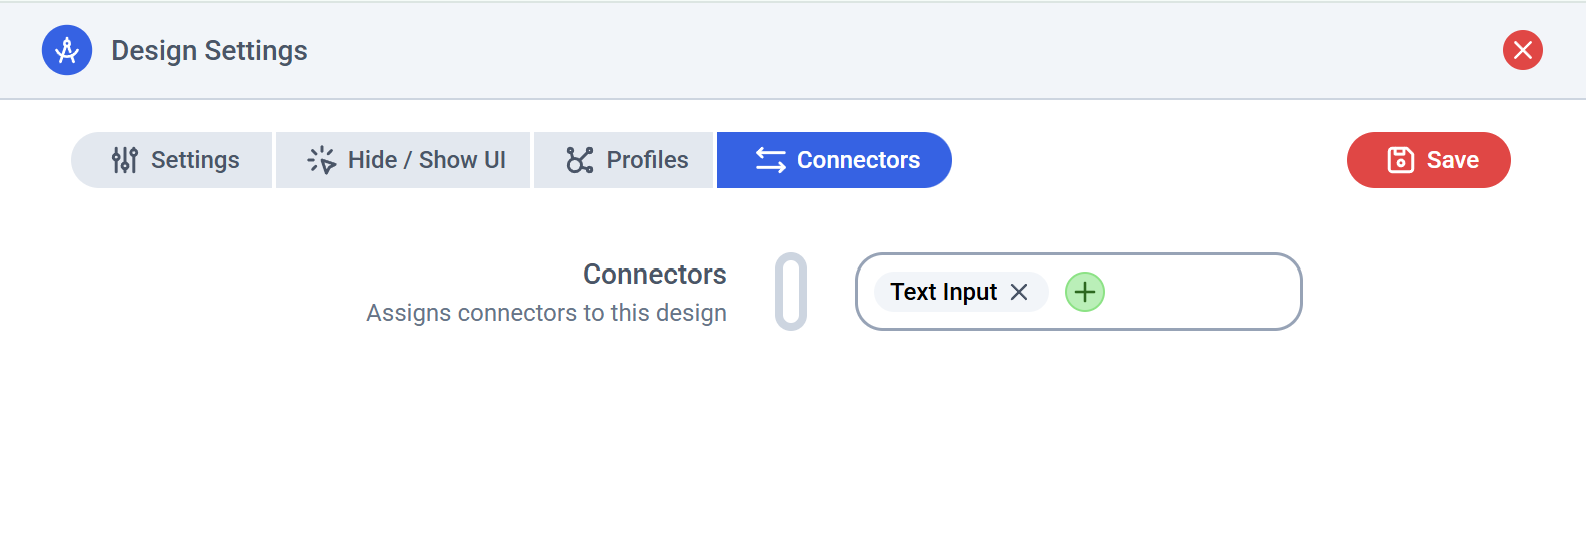 Design Settings
Settings
Hide / Show UI
Profiles
Connectors
Save
Connectors
Assigns connectors to this design
Text Input